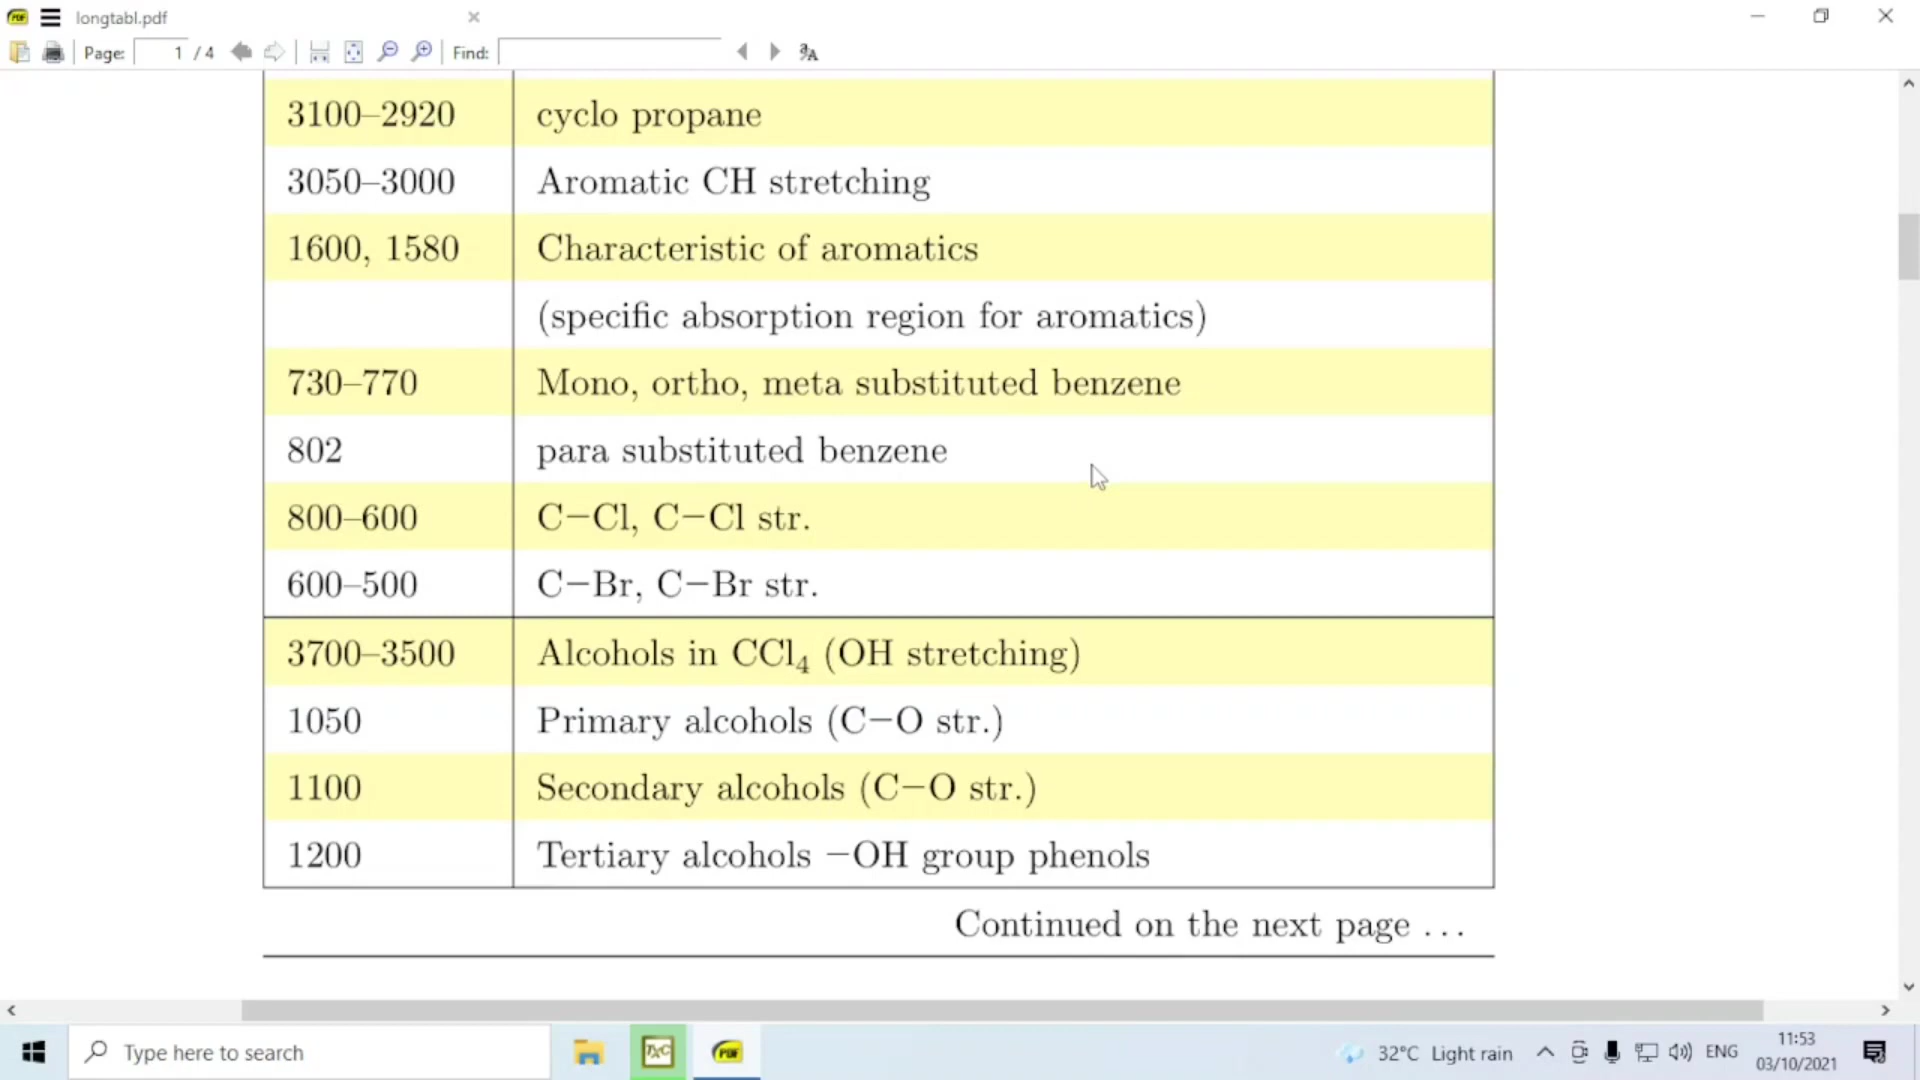 longtabl.pdf
Page: 1 / 4 Find:
3100–2920 cyclo propane
3050–3000 Aromatic CH stretching
1600, 1580 Characteristic of aromatics
(specific absorption region for aromatics)
730–770 Mono, ortho, meta substituted benzene
802 para substituted benzene
800–600 C−Cl, C−Cl str.
600–500 C−Br, C−Br str.
3700–3500 Alcohols in CCl₄ (OH stretching)
1050 Primary alcohols (C−O str.)
1100 Secondary alcohols (C−O str.)
1200 Tertiary alcohols −OH group phenols
Continued on the next page ...
Type here to search
TXC
PDF
32°C Light rain
ENG
11:53
03/10/2021